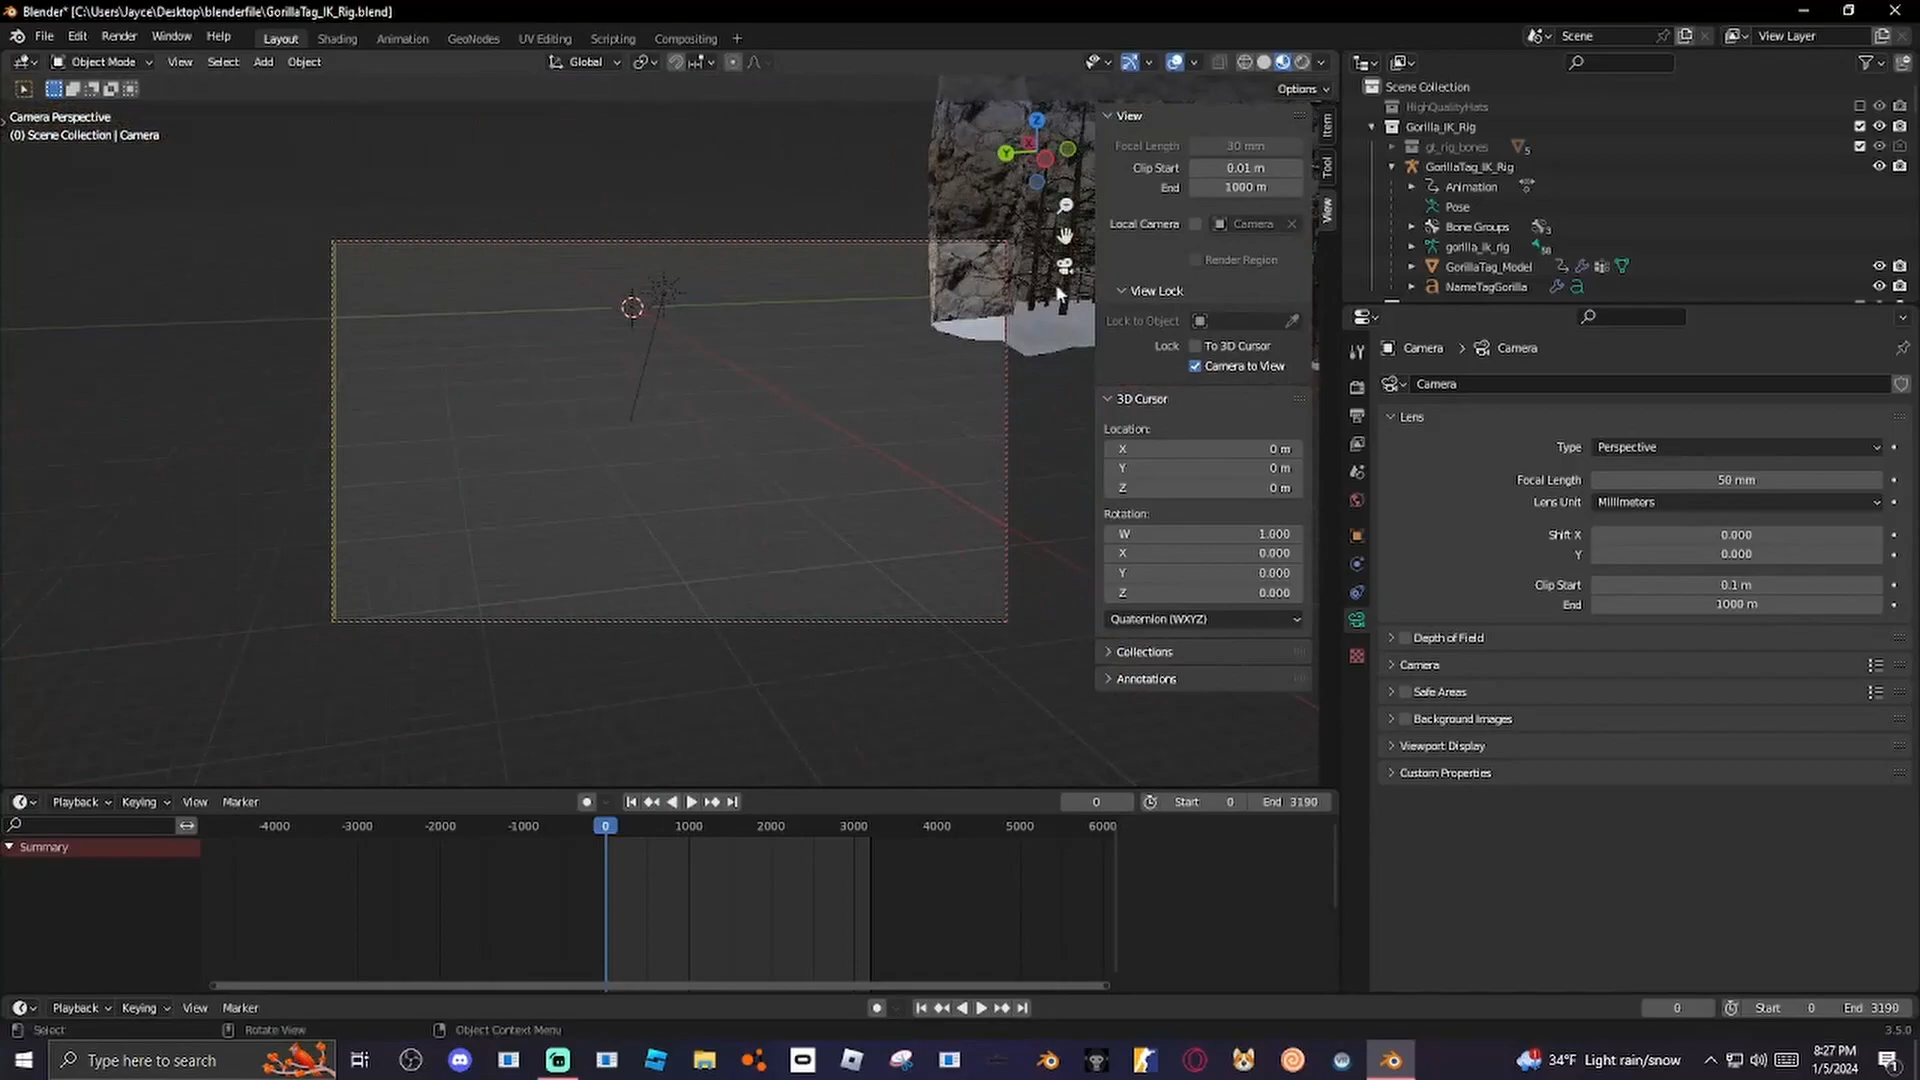 Blender* [C:\Users\Jayce\Desktop\blenderfile\GorillaTag_IK_Rig.blend]
File Edit Render Window Help Layout Shading Animation GeoNodes UV Editing Scripting Compositing + Scene View Layer
Object Mode View Select Add Object Global
Options
Camera Perspective
(0) Scene Collection | Camera
Z
X
Y
View
Focal Length 30 mm
Clip Start 0.01 m
End 1000 m
Local Camera Camera
Render Region
View Lock
Lock to Object
Lock To 3D Cursor
Camera to View
3D Cursor
Location:
X 0 m
Y 0 m
Z 0 m
Rotation:
W 1.000
X 0.000
Y 0.000
Z 0.000
Quaternion (WXYZ)
Collections
Annotations
Item
Tool
View
Scene Collection
HighQualityHats
Gorilla_IK_Rig
gt_rig_bones 5
GorillaTag_IK_Rig
Animation
Pose
Bone Groups 3
gorilla_ik_rig 58
GorillaTag_Model
NameTagGorilla
Camera > Camera
Camera
Lens
Type Perspective
Focal Length 50 mm
Lens Unit Millimeters
Shift X 0.000
Y 0.000
Clip Start 0.1 m
End 1000 m
Depth of Field
Camera
Safe Areas
Background Images
Viewport Display
Custom Properties
Playback Keying View Marker 0 Start 0 End 3190
-4000 -3000 -2000 -1000 0 1000 2000 3000 4000 5000 6000
Summary
Playback Keying View Marker 0 Start 0 End 3190
Select Rotate View Object Context Menu 3.5.0
Type here to search 34°F Light rain/snow 8:27 PM
1/5/2024